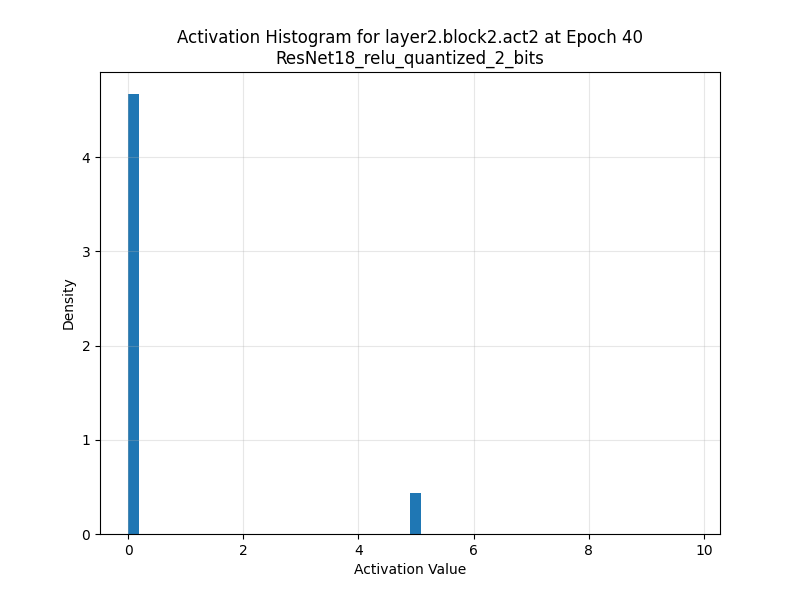 Activation Histogram for layer2.block2.act2 at Epoch 40
ResNet18_relu_quantized_2_bits
Density
4
3
2
1
0
0 2 4 6 8 10
Activation Value